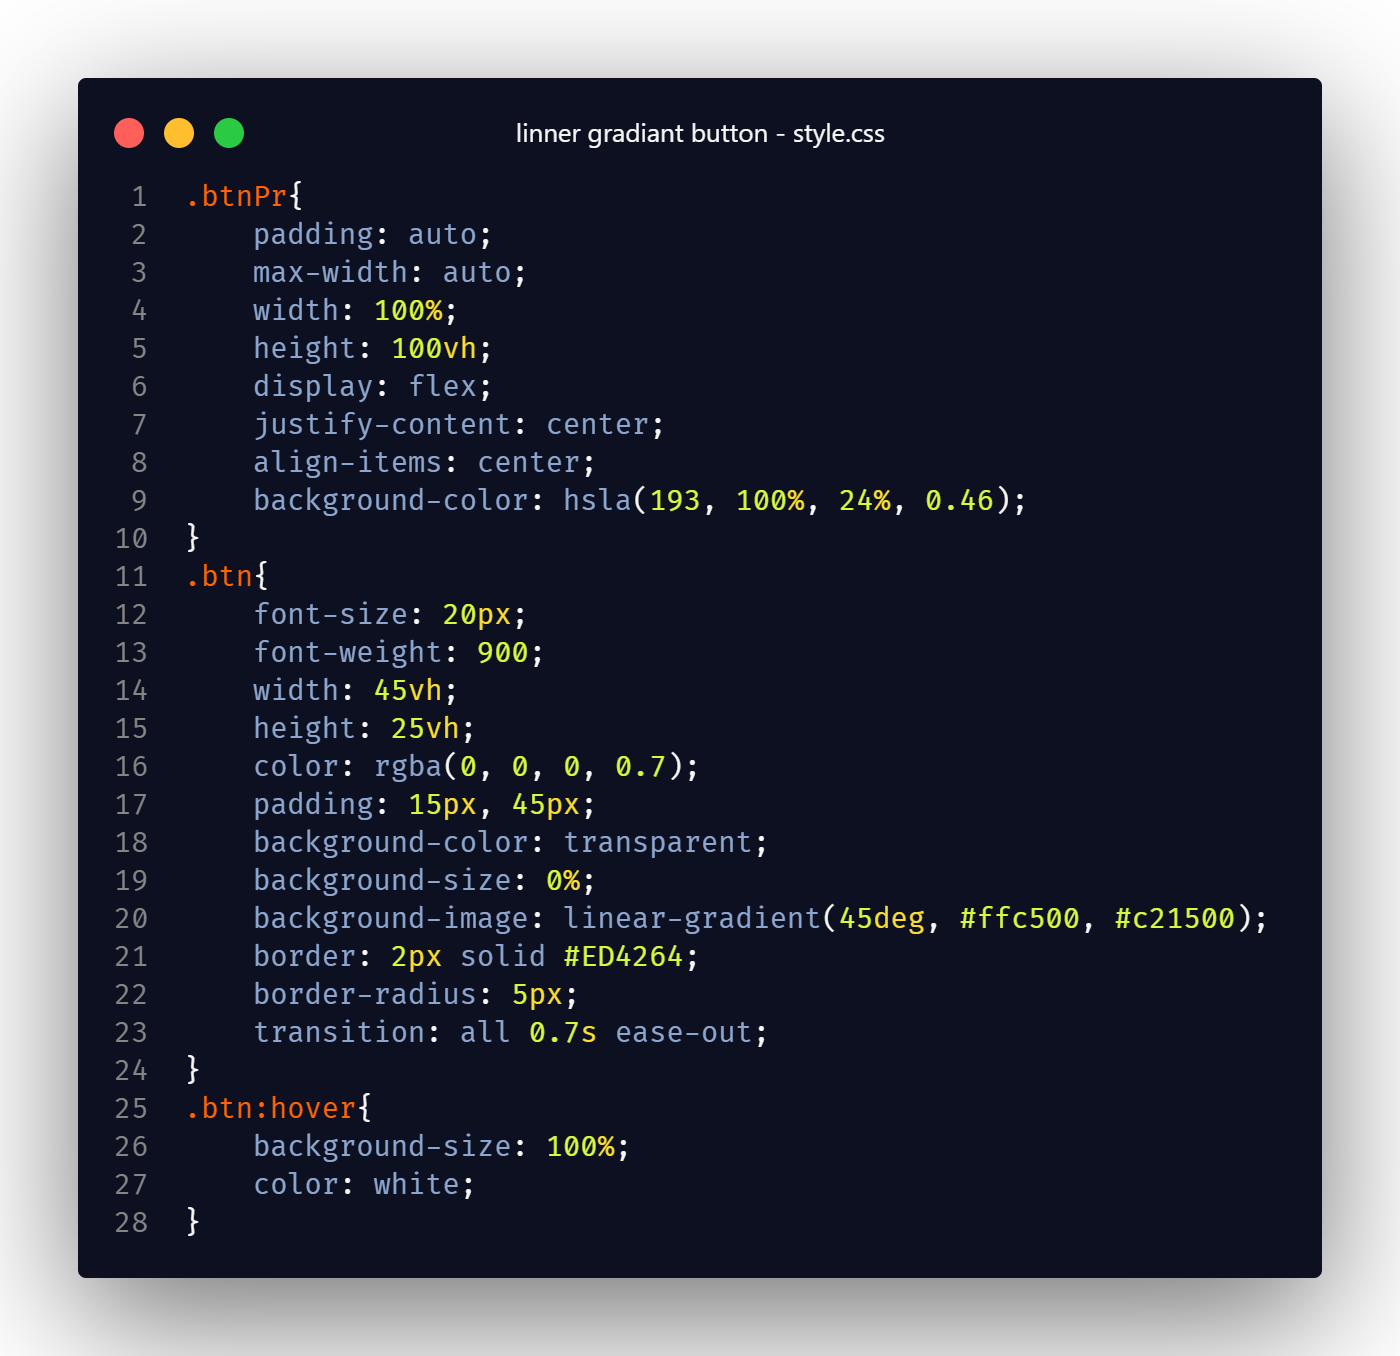 linner gradiant button - style.css
1 .btnPr{
2     padding: auto;
3     max-width: auto;
4     width: 100%;
5     height: 100vh;
6     display: flex;
7     justify-content: center;
8     align-items: center;
9     background-color: hsla(193, 100%, 24%, 0.46);
10 }
11 .btn{
12     font-size: 20px;
13     font-weight: 900;
14     width: 45vh;
15     height: 25vh;
16     color: rgba(0, 0, 0, 0.7);
17     padding: 15px, 45px;
18     background-color: transparent;
19     background-size: 0%;
20     background-image: linear-gradient(45deg, #ffc500, #c21500);
21     border: 2px solid #ED4264;
22     border-radius: 5px;
23     transition: all 0.7s ease-out;
24 }
25 .btn:hover{
26     background-size: 100%;
27     color: white;
28 }